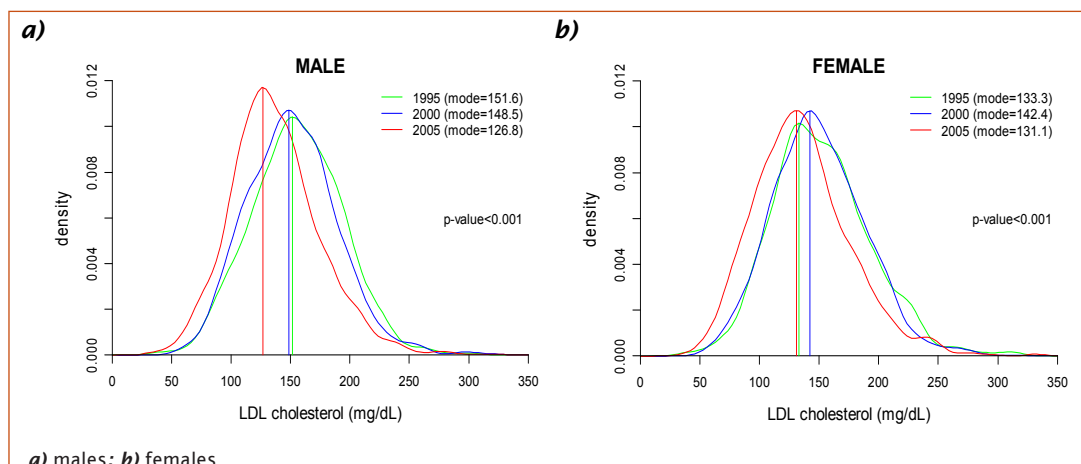 a)
MALE
0.012
0.008
0.004
0.000
density
1995 (mode=151.6)
2000 (mode=148.5)
2005 (mode=126.8)
p-value<0.001
0 50 100 150 200 250 300 350
LDL cholesterol (mg/dL)
b)
FEMALE
0.012
0.008
0.004
0.000
density
1995 (mode=133.3)
2000 (mode=142.4)
2005 (mode=131.1)
p-value<0.001
0 50 100 150 200 250 300 350
LDL cholesterol (mg/dL)
a) males; b) females